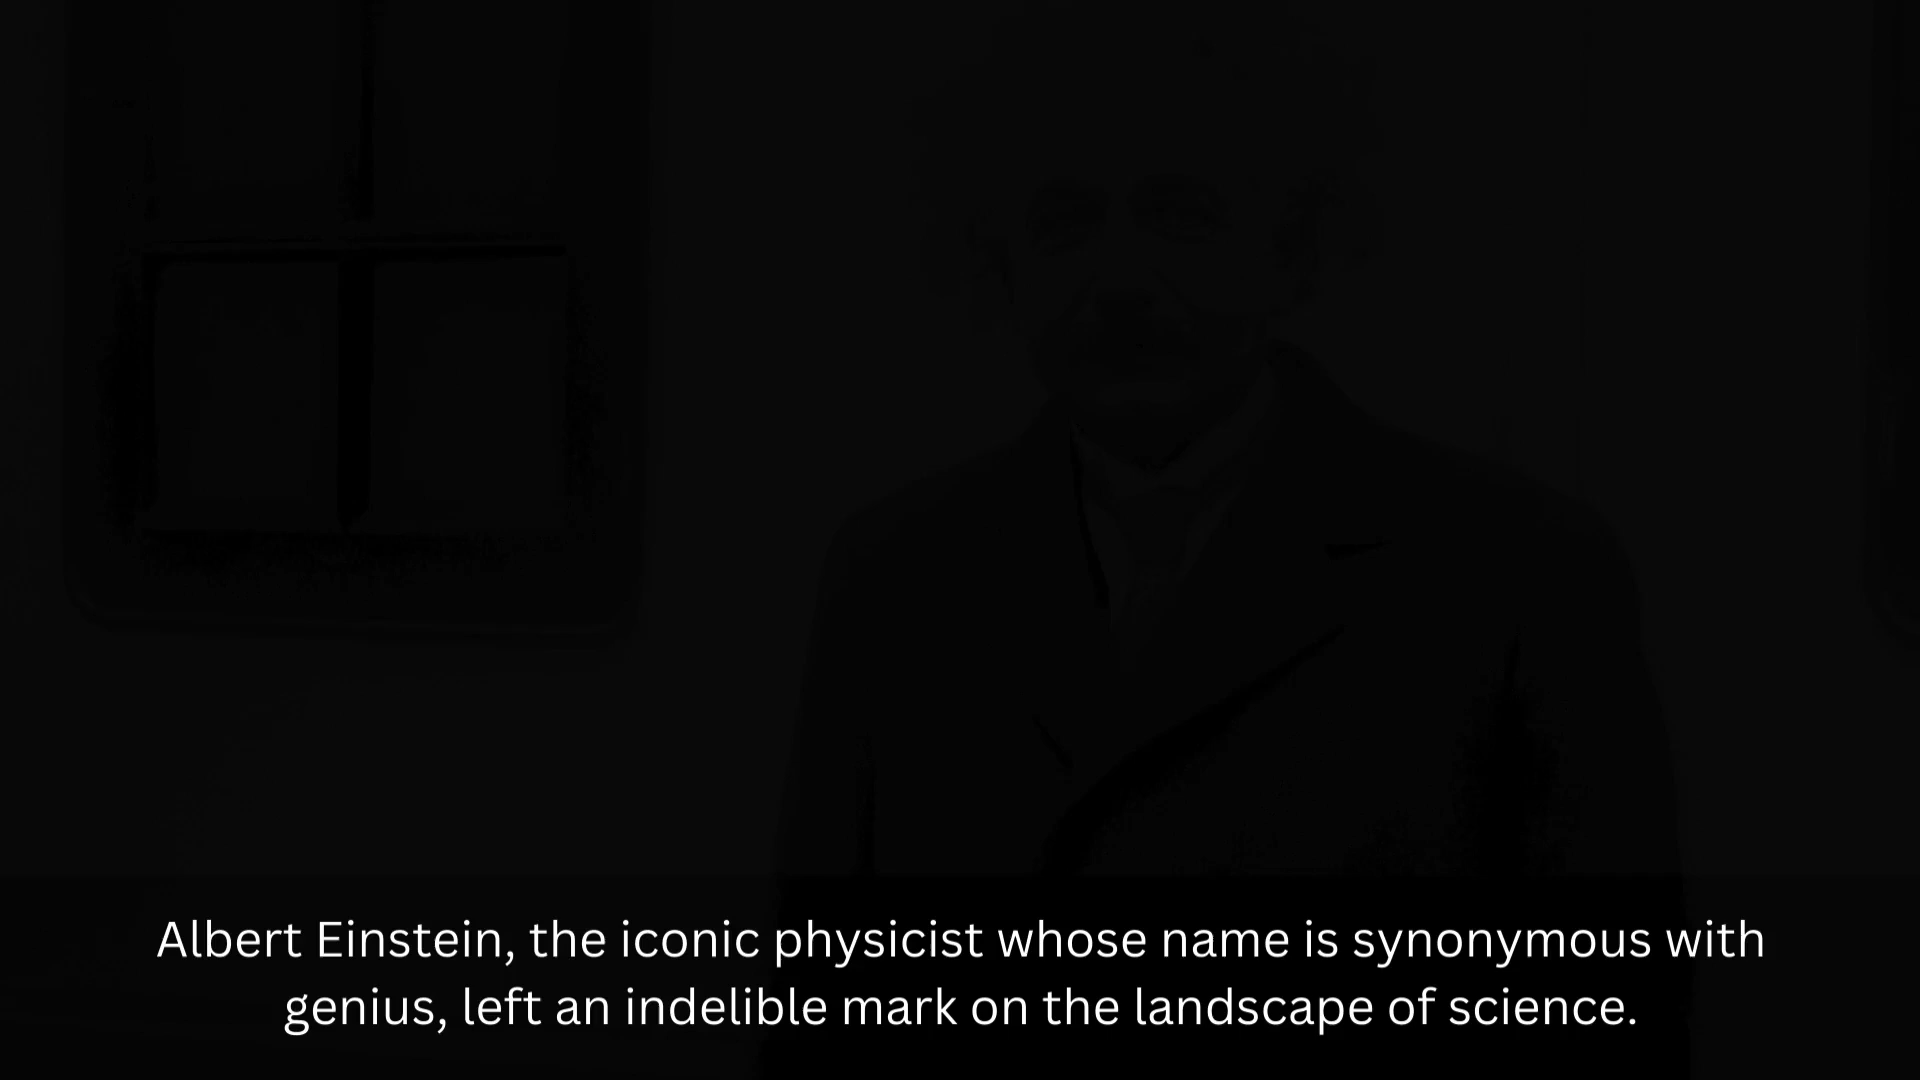 Albert Einstein, the iconic physicist whose name is synonymous with
genius, left an indelible mark on the landscape of science.